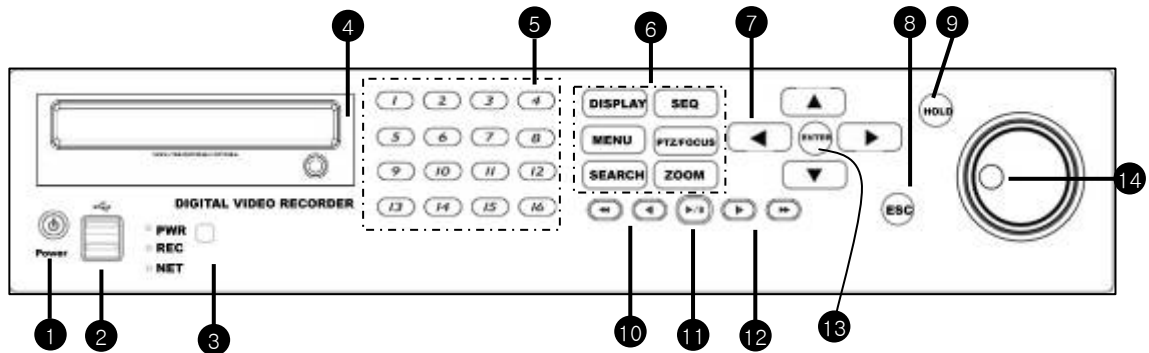 4 5 6 7 8 9
1 2 3 4
DISPLAY SEQ
HOLD
MENU ENTER
5 6 7 8
PTZ/FOCUS
9 10 11 12
SEARCH ZOOM
14
13 14 15 16
DIGITAL VIDEO RECORDER
ESC
PWR
REC
NET
Power
1 2 3 10 11 12 13